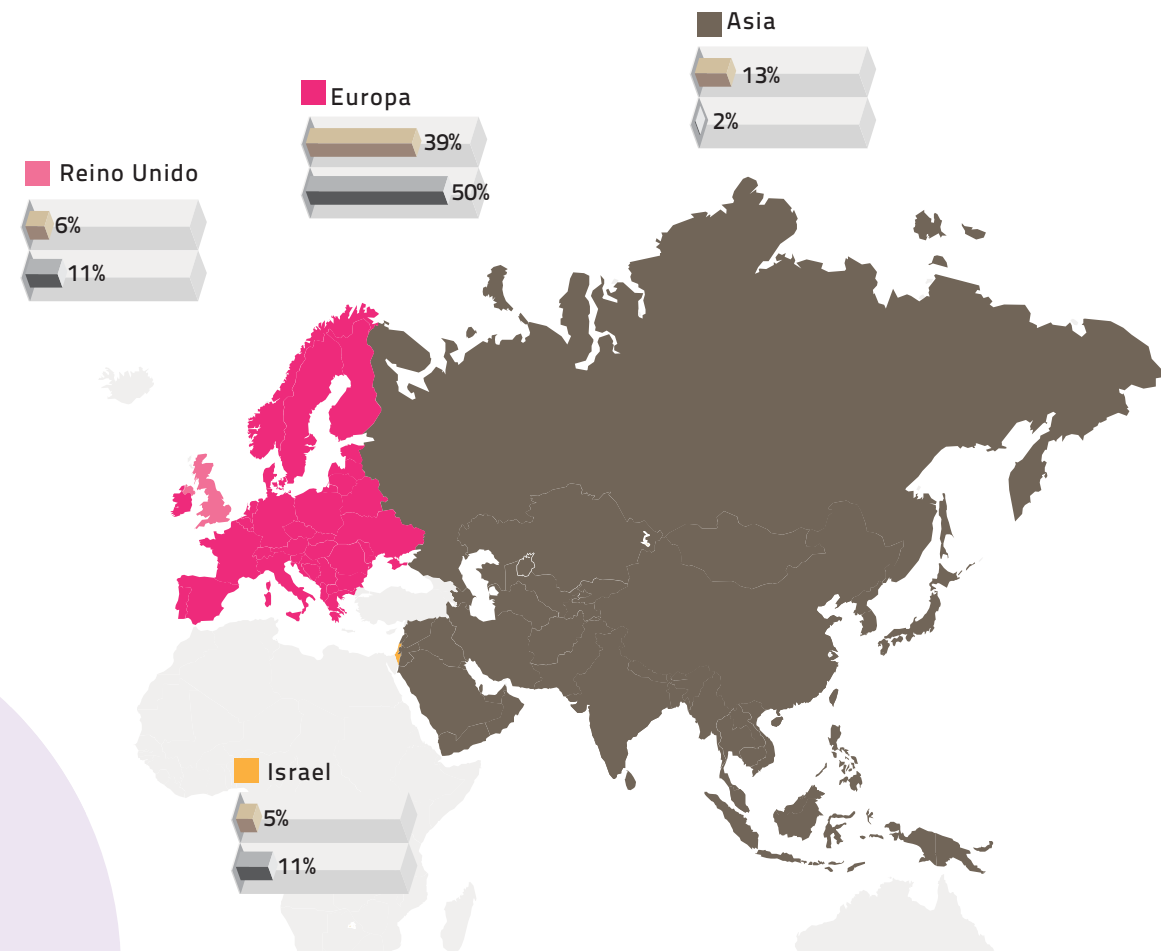 Asia
13%
2%
Europa
39%
50%
Reino Unido
6%
11%
Israel
5%
11%